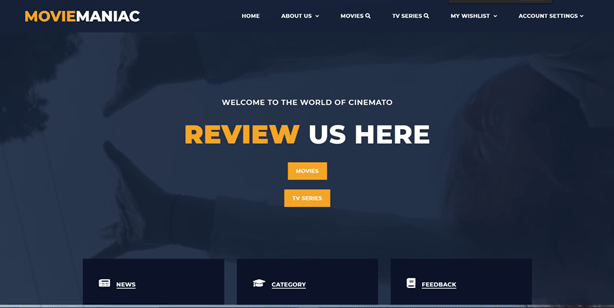 MOVIEMANIAC
HOME ABOUT US MOVIES TV SERIES MY WISHLIST ACCOUNT SETTINGS
WELCOME TO THE WORLD OF CINEMATO
REVIEW US HERE
MOVIES
TV SERIES
NEWS CATEGORY FEEDBACK